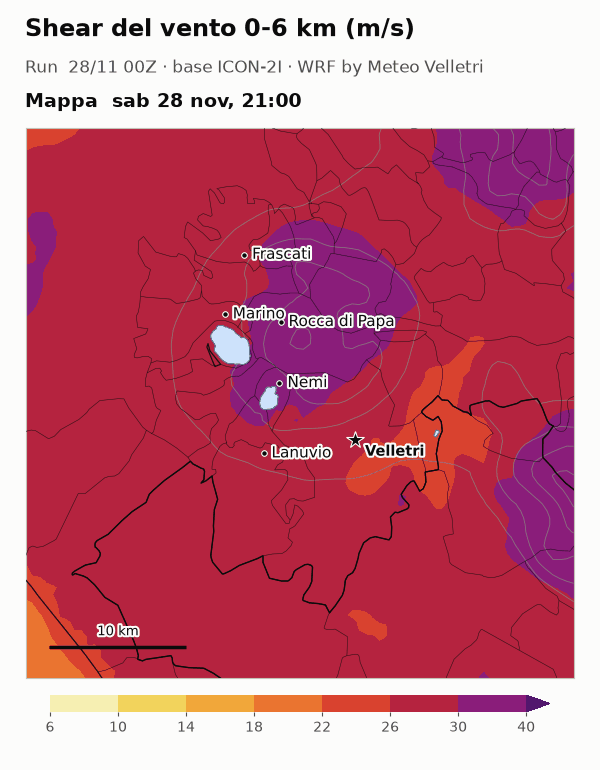 Shear del vento 0-6 km (m/s)
Run  28/11 00Z · base ICON-2I · WRF by Meteo Velletri
Mappa  sab 28 nov, 21:00
Frascati
Marino
Rocca di Papa
Nemi
Velletri
Lanuvio
10 km
6 10 14 18 22 26 30 40